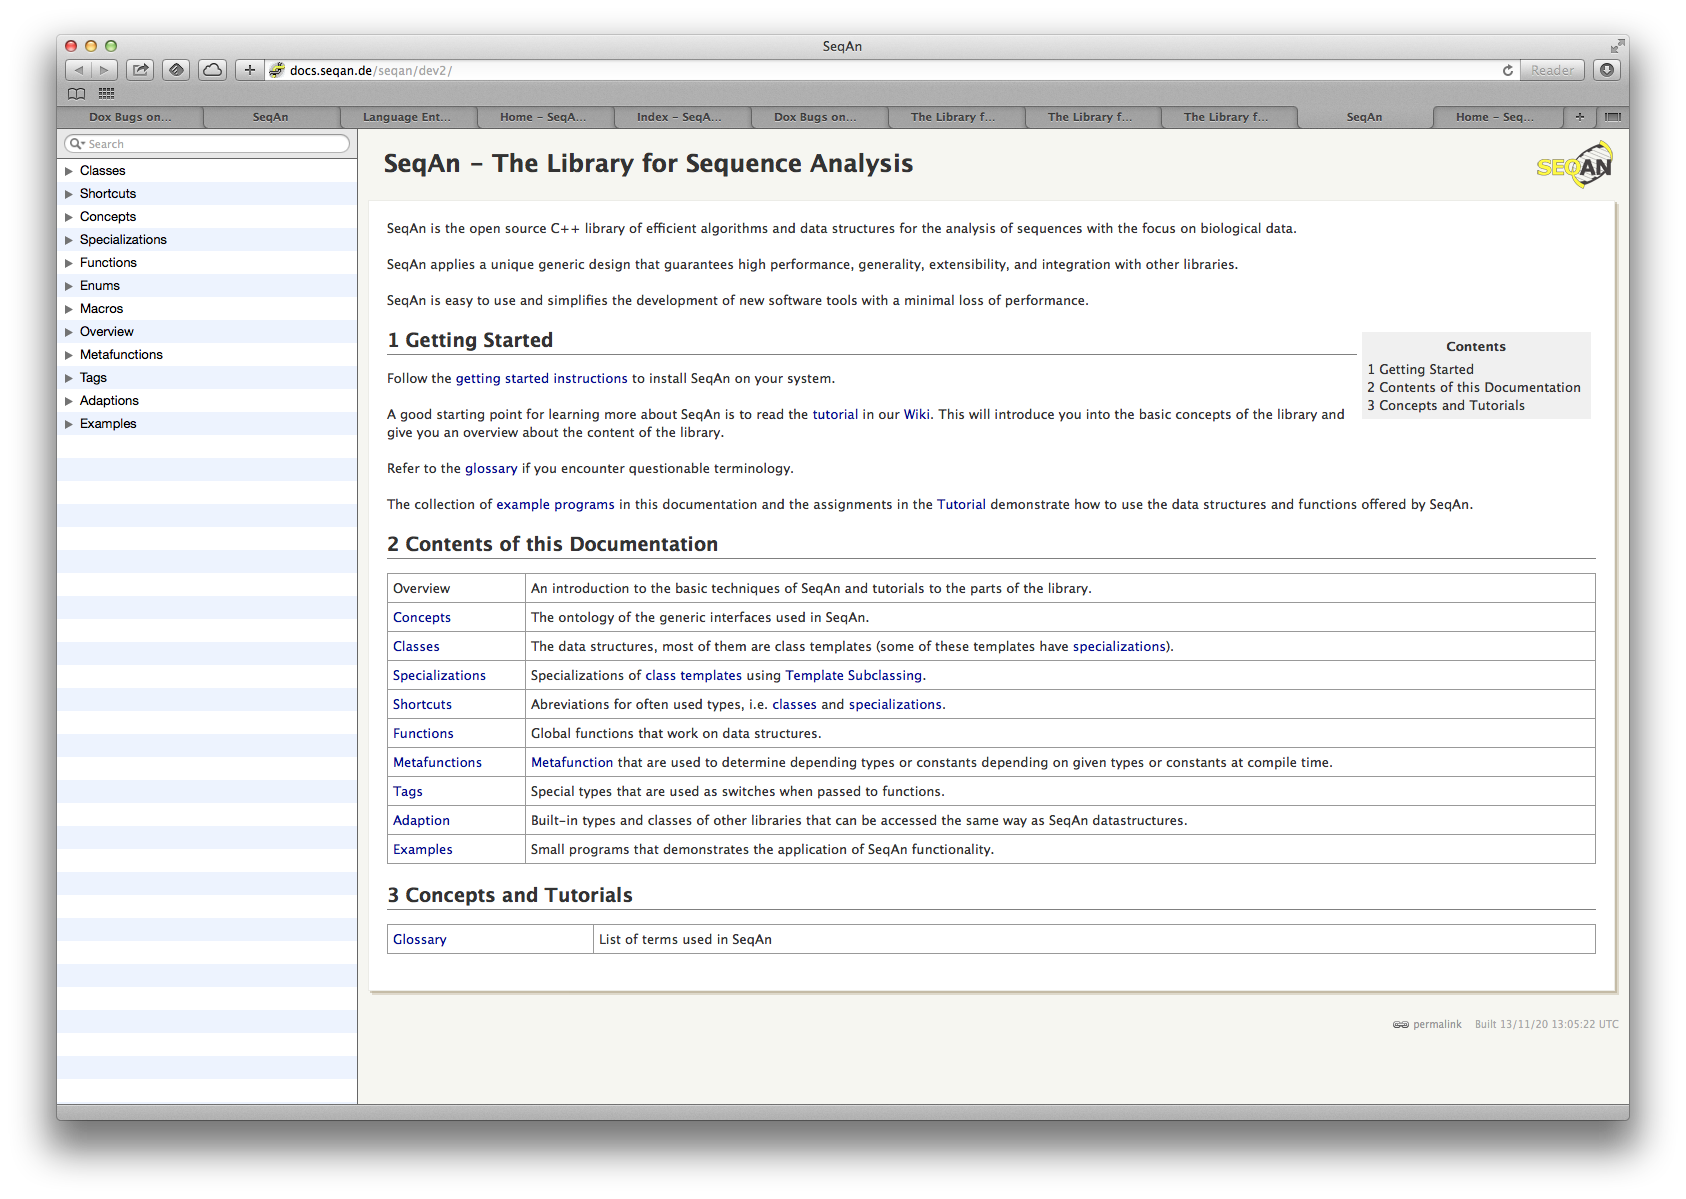 SeqAn
docs.seqan.de/seqan/dev2/
Reader
Dox Bugs on...
SeqAn
Language Ent...
Home – SeqA...
Index – SeqA...
Dox Bugs on...
The Library f...
The Library f...
The Library f...
SeqAn
Home – Seq...
Search
Classes
Shortcuts
Concepts
Specializations
Functions
Enums
Macros
Overview
Metafunctions
Tags
Adaptions
Examples
SeqAn – The Library for Sequence Analysis
SEQAN
SeqAn is the open source C++ library of efficient algorithms and data structures for the analysis of sequences with the focus on biological data.
SeqAn applies a unique generic design that guarantees high performance, generality, extensibility, and integration with other libraries.
SeqAn is easy to use and simplifies the development of new software tools with a minimal loss of performance.
1 Getting Started
Contents
1 Getting Started
2 Contents of this Documentation
3 Concepts and Tutorials
Follow the getting started instructions to install SeqAn on your system.
A good starting point for learning more about SeqAn is to read the tutorial in our Wiki. This will introduce you into the basic concepts of the library and
give you an overview about the content of the library.
Refer to the glossary if you encounter questionable terminology.
The collection of example programs in this documentation and the assignments in the Tutorial demonstrate how to use the data structures and functions offered by SeqAn.
2 Contents of this Documentation
Overview An introduction to the basic techniques of SeqAn and tutorials to the parts of the library.
Concepts The ontology of the generic interfaces used in SeqAn.
Classes The data structures, most of them are class templates (some of these templates have specializations).
Specializations Specializations of class templates using Template Subclassing.
Shortcuts Abreviations for often used types, i.e. classes and specializations.
Functions Global functions that work on data structures.
Metafunctions Metafunction that are used to determine depending types or constants depending on given types or constants at compile time.
Tags Special types that are used as switches when passed to functions.
Adaption Built-in types and classes of other libraries that can be accessed the same way as SeqAn datastructures.
Examples Small programs that demonstrates the application of SeqAn functionality.
3 Concepts and Tutorials
Glossary List of terms used in SeqAn
permalink Built 13/11/20 13:05:22 UTC